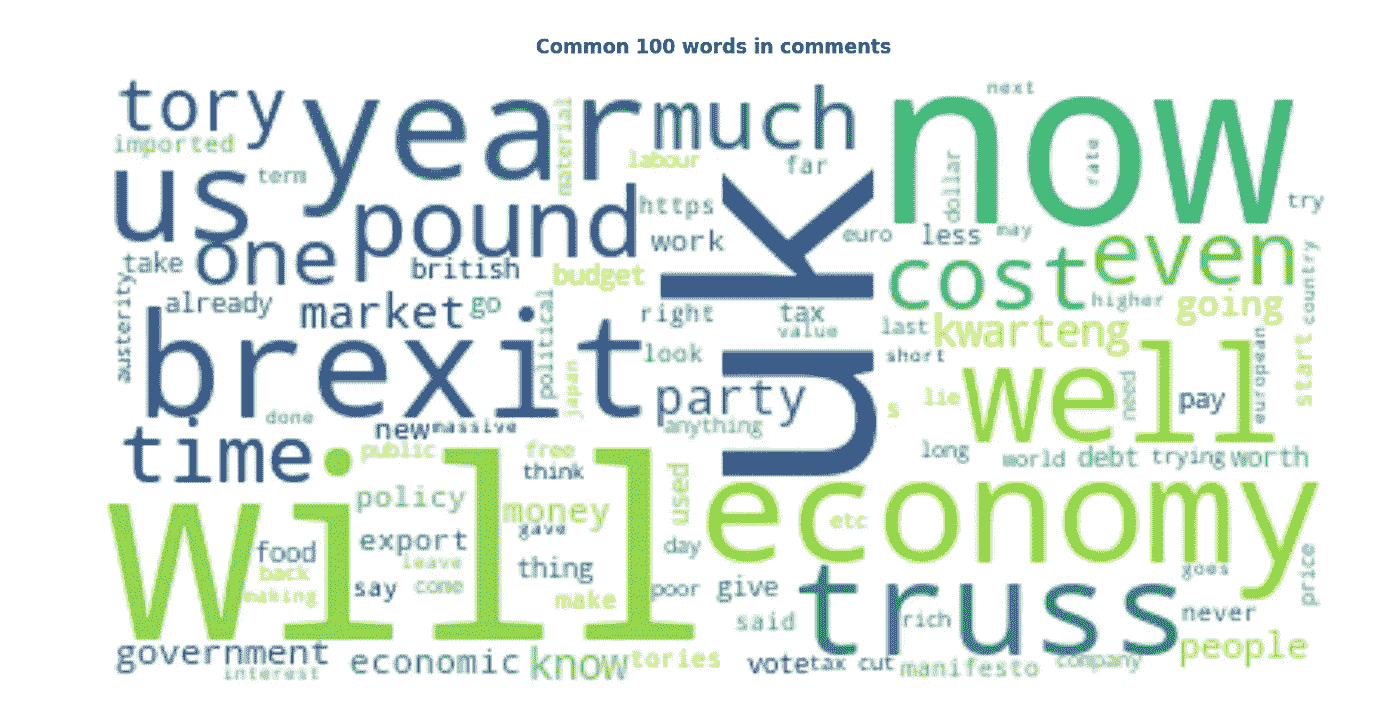 Common 100 words in comments
tory
year
much
now
next
imported
material
labour
far
us
term
pound
https
dollar
rate
try
one
work
uk
euro
less
may
even
take
british
budget
cost
country
austerity
already
market
go
political
right
tax
value
higher
going
last
kwarteng
brexit
japan
look
short
european
start
party
well
need
pay
lie
s
done
new
massive
anything
time
public
free
think
used
long
world
debt
trying
worth
will
policy
money
economy
etc
gave
food
export
day
back
leave
thing
goes
price
making
say
come
make
poor
give
truss
rich
never
said
people
government
interest
economic
know
tories
vote
tax cut
manifesto
company